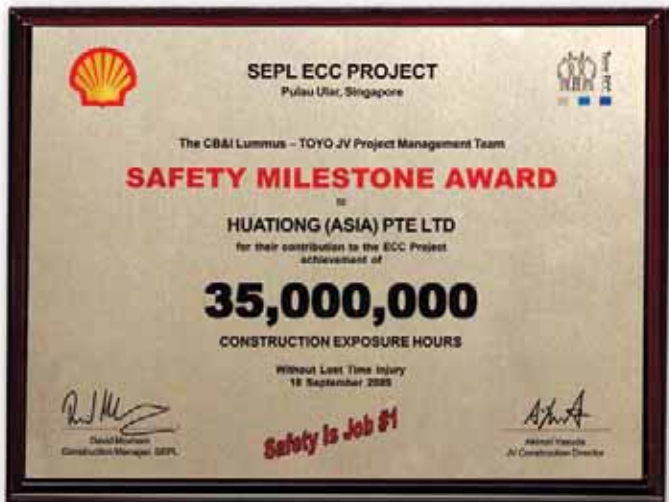 SEPL ECC PROJECT
Pulau Ular, Singapore
Team ECC
The CB&I Lummus – TOYO JV Project Management Team
SAFETY MILESTONE AWARD
to
HUATIONG (ASIA) PTE LTD
for their contribution to the ECC Project
achievement of
35,000,000
CONSTRUCTION EXPOSURE HOURS
Without Lost Time Injury
18 September
David
Construction Manager, SEPL
Safety Is Job #1
Akinori Yasuda
JV Construction Director